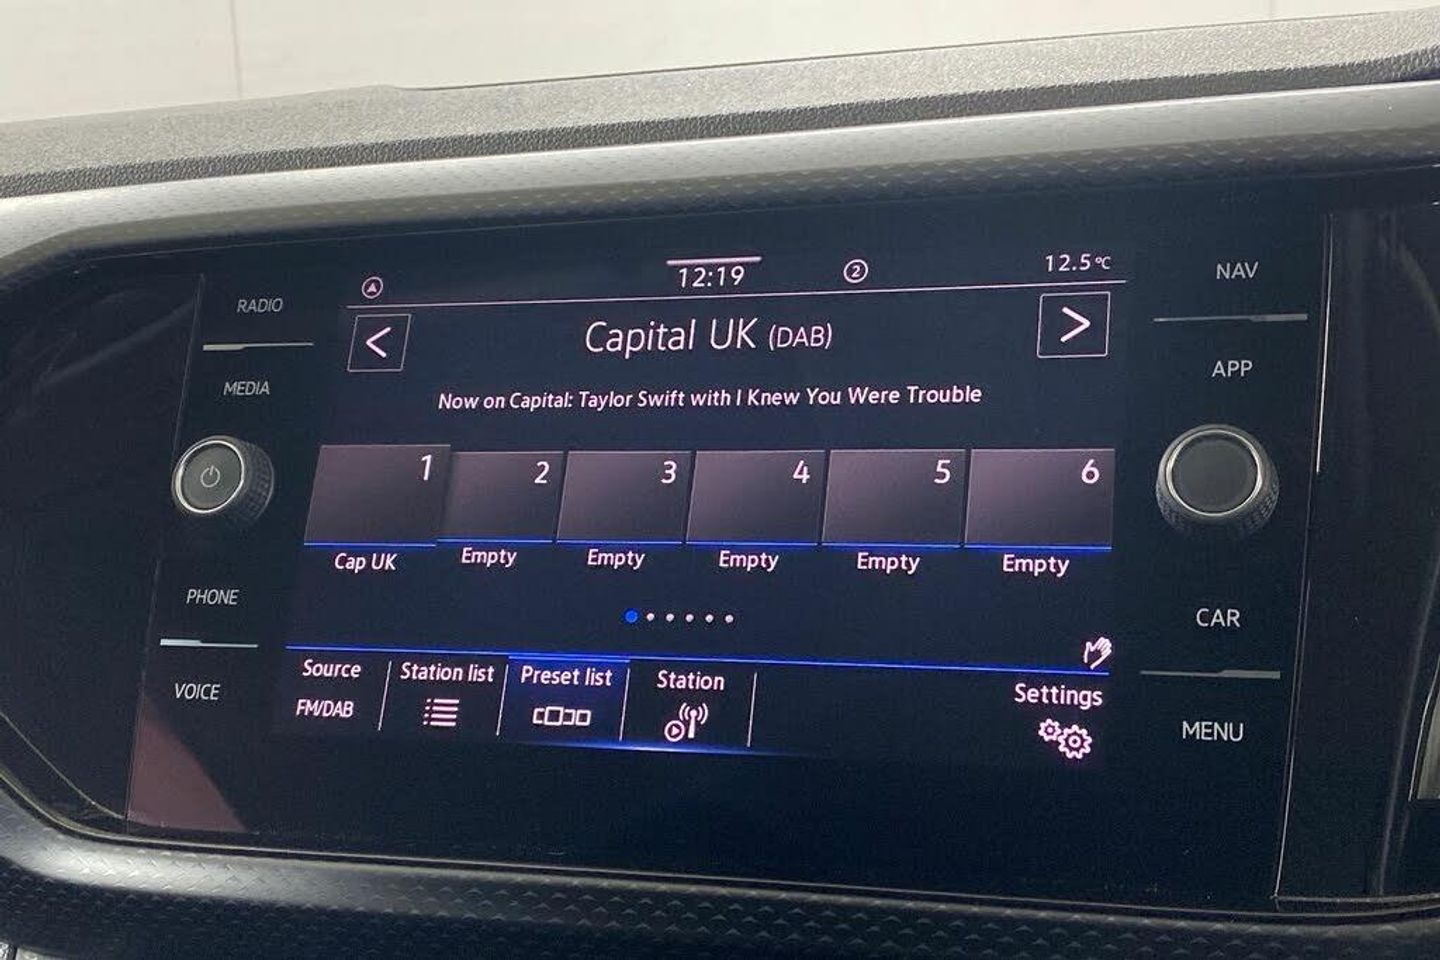 RADIO
MEDIA
PHONE
VOICE
12:19
2
12.5°C
Capital UK (DAB)
Now on Capital: Taylor Swift with I Knew You Were Trouble
1
2
3
4
5
6
Cap UK
Empty
Empty
Empty
Empty
Empty
Source
FM/DAB
Station list
Preset list
Station
Settings
NAV
APP
CAR
MENU